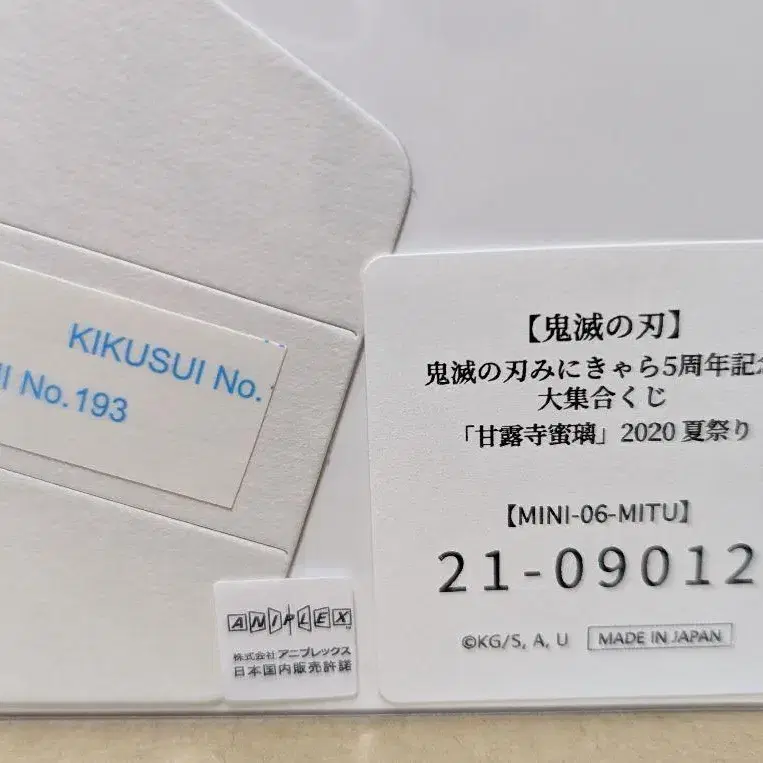 KIKUSUI No.
No.193
【鬼滅の刃】
鬼滅の刃みにきゃら5周年記
大集合くじ
「甘露寺蜜璃」2020 夏祭り
【MINI-06-MITU】
21-09012
©KG/S, A, U
MADE IN JAPAN
ANIPLEX
株式会社 アニプレックス
日本国内販売許諾